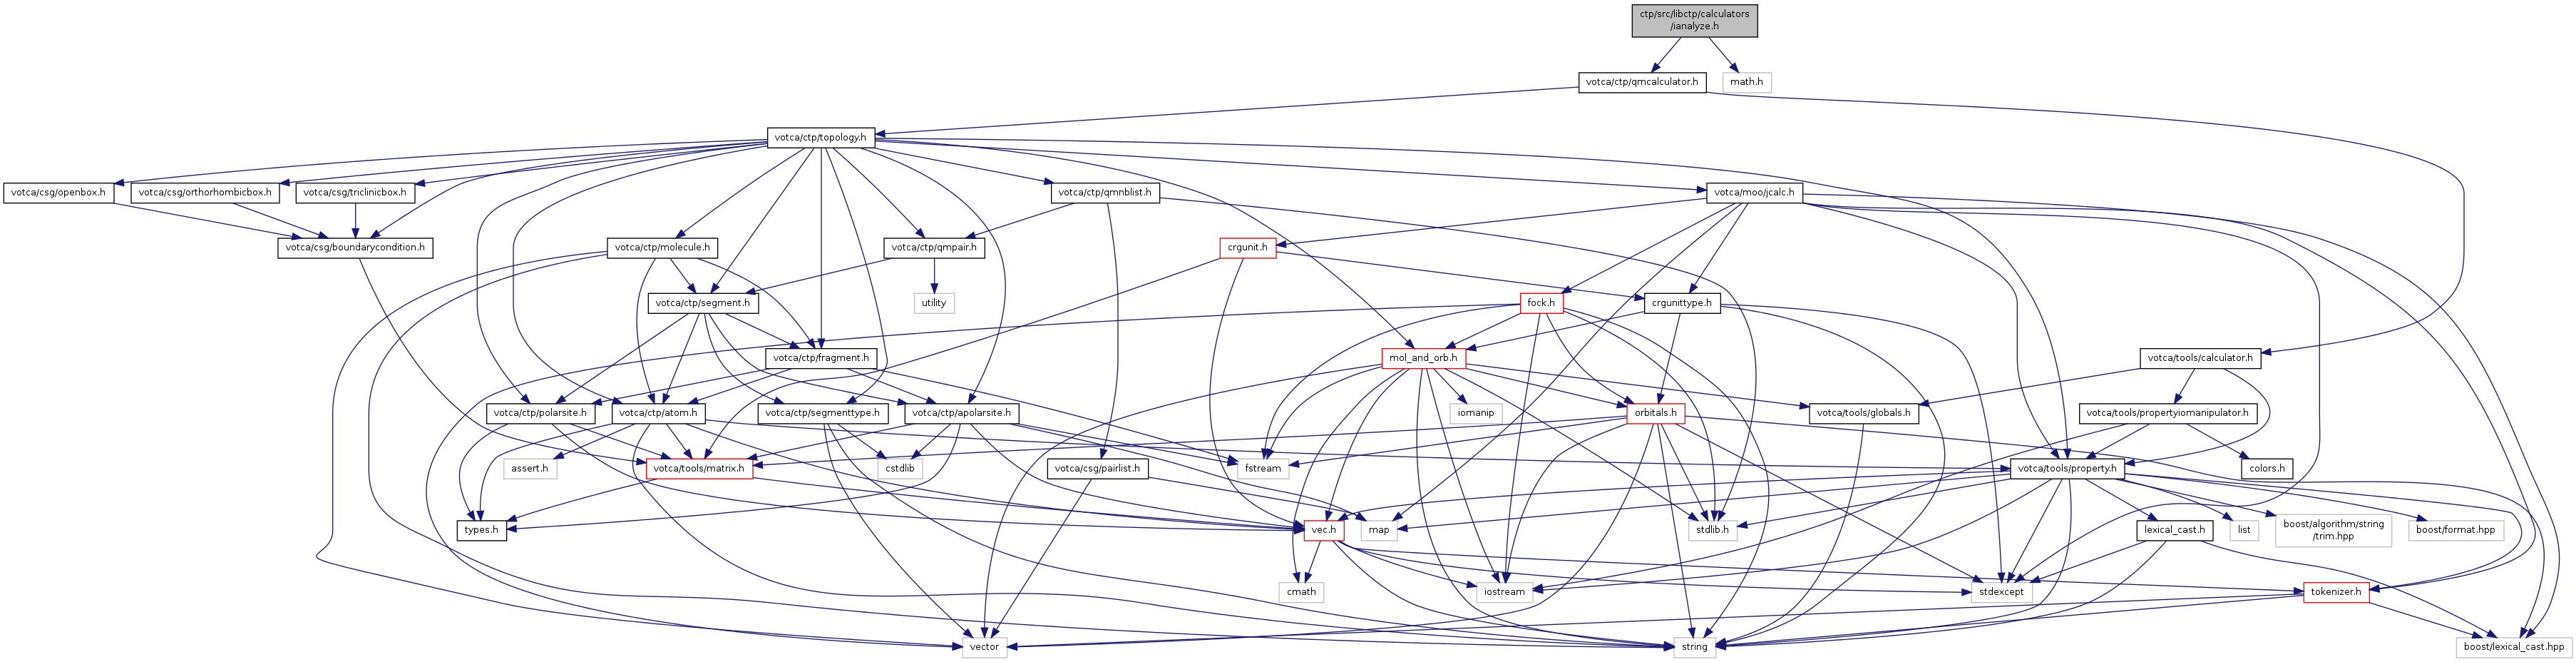 ctp/src/libctp/calculators
/ianalyze.h
votca/ctp/qmcalculator.h
math.h
votca/ctp/topology.h
votca/csg/openbox.h
votca/csg/orthorhombicbox.h
votca/csg/triclinicbox.h
votca/ctp/qmnblist.h
votca/moo/jcalc.h
votca/csg/boundarycondition.h
votca/ctp/molecule.h
votca/ctp/qmpair.h
crgunit.h
votca/ctp/segment.h
utility
fock.h
crgunittype.h
votca/ctp/fragment.h
mol_and_orb.h
votca/tools/calculator.h
votca/ctp/polarsite.h
votca/ctp/atom.h
votca/ctp/segmenttype.h
votca/ctp/apolarsite.h
iomanip
orbitals.h
votca/tools/globals.h
votca/tools/propertyiomanipulator.h
assert.h
votca/tools/matrix.h
cstdlib
votca/csg/pairlist.h
fstream
votca/tools/property.h
colors.h
types.h
vec.h
map
stdlib.h
lexical_cast.h
list
boost/algorithm/string
/trim.hpp
boost/format.hpp
cmath
iostream
stdexcept
tokenizer.h
vector
string
boost/lexical_cast.hpp